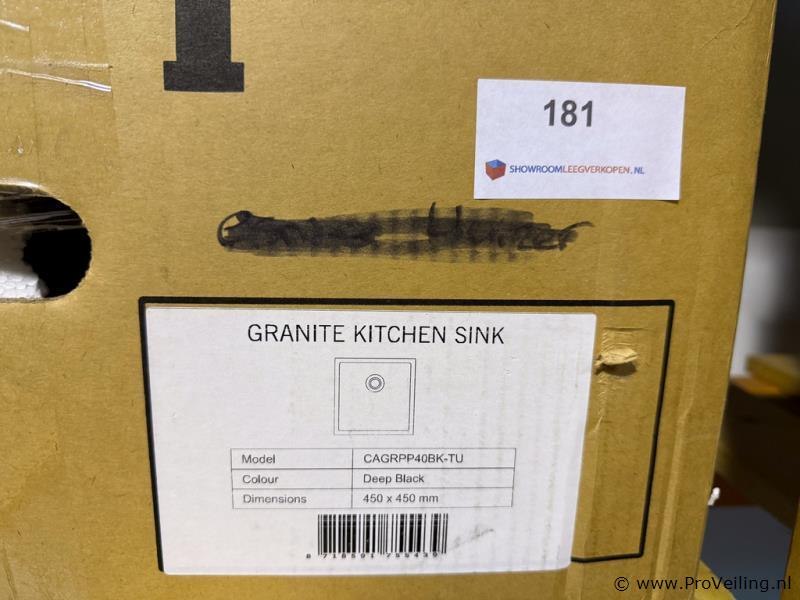 181
SHOWROOMLEEGVERKOPEN.NL
GRANITE KITCHEN SINK
Model CAGRPP40BK-TU
Colour Deep Black
Dimensions 450 x 450 mm
© www.ProVeiling.nl